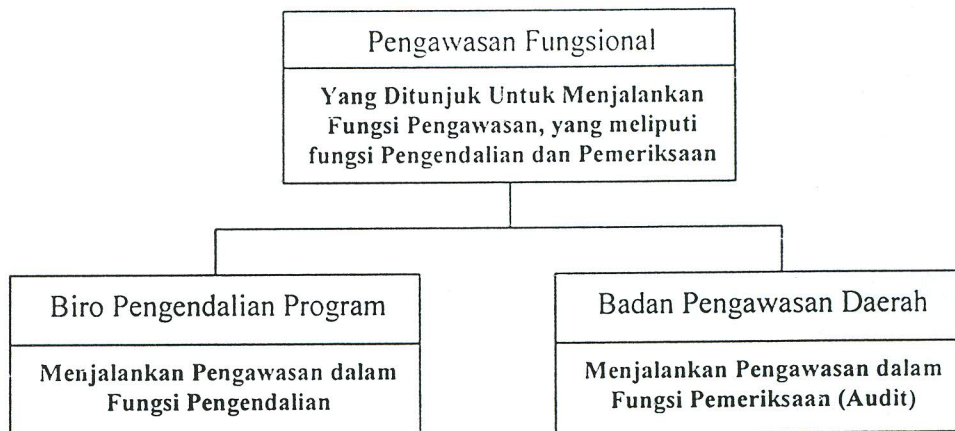 Pengawasan Fungsional
Yang Ditunjuk Untuk Menjalankan
Fungsi Pengawasan, yang meliputi
fungsi Pengendalian dan Pemeriksaan
Biro Pengendalian Program
Menjalankan Pengawasan dalam
Fungsi Pengendalian
Badan Pengawasan Daerah
Menjalankan Pengawasan dalam
Fungsi Pemeriksaan (Audit)